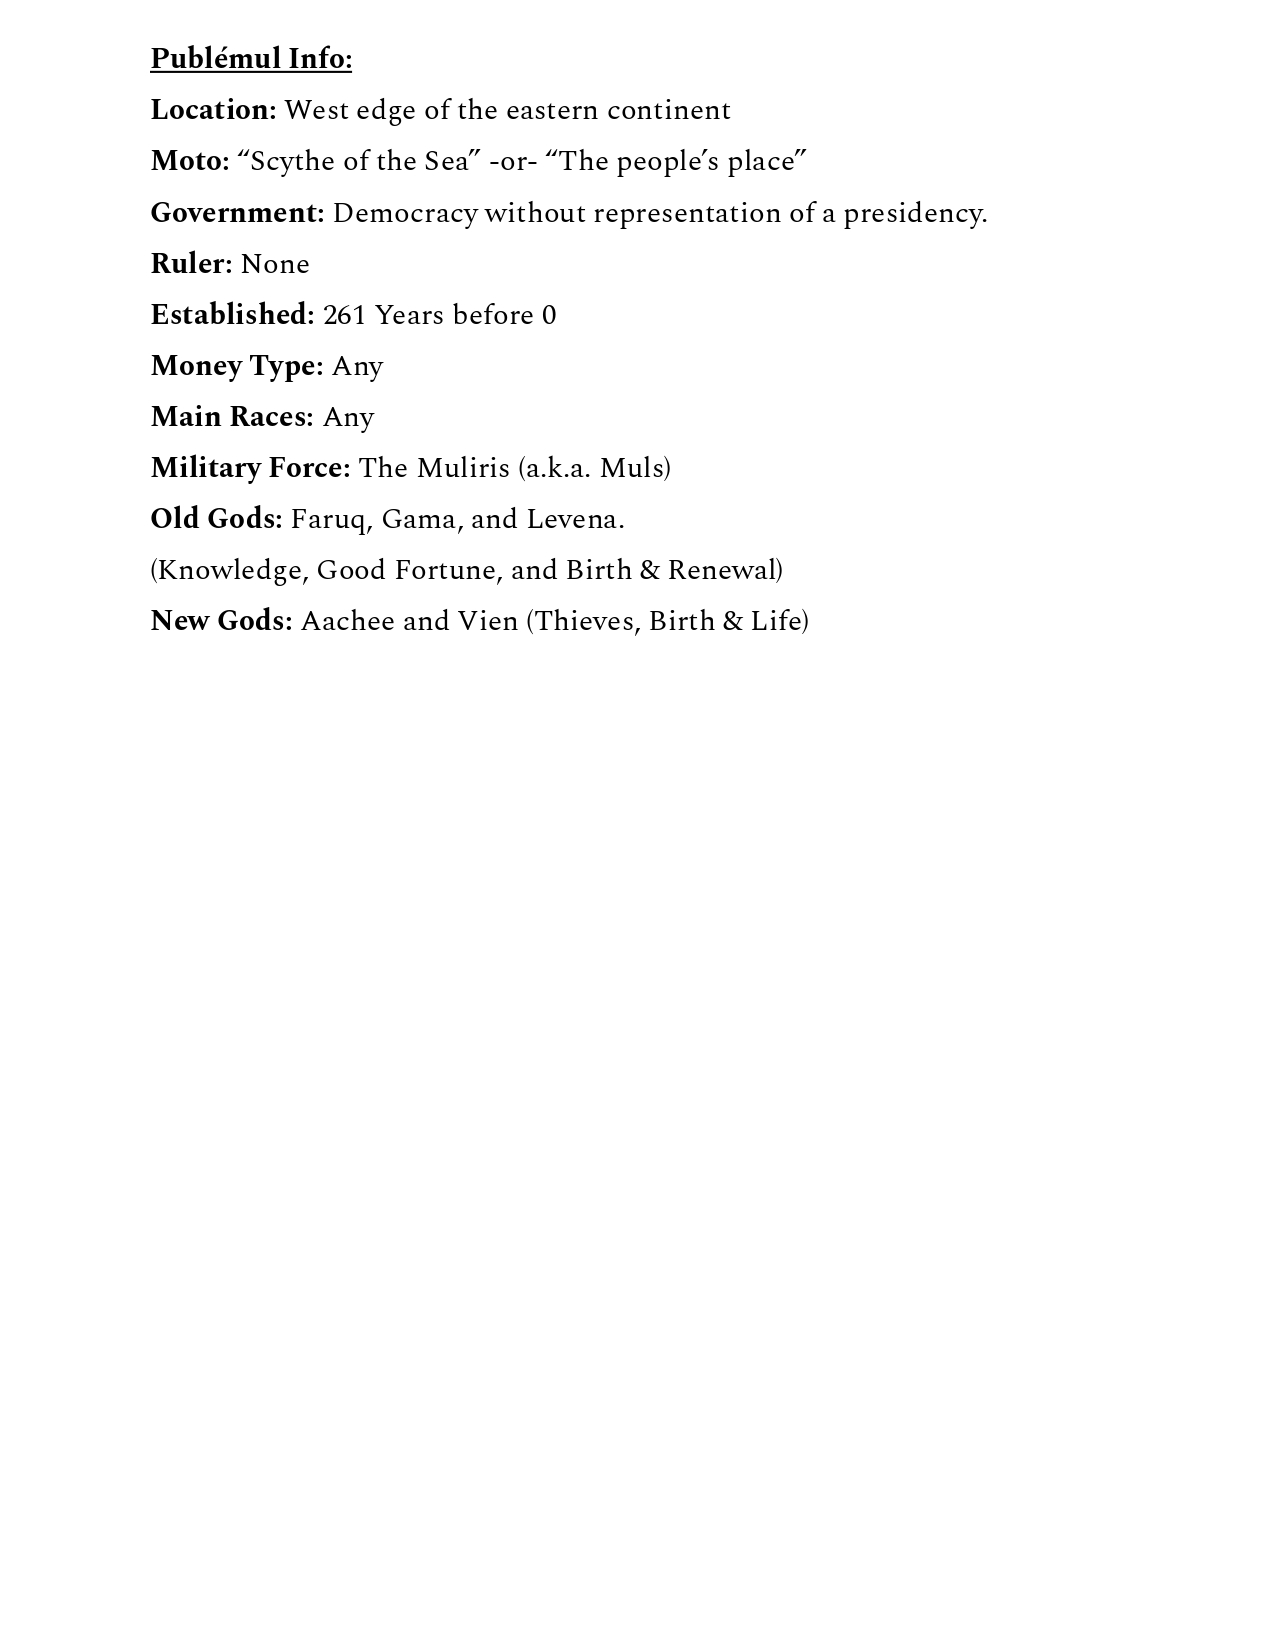 Publémul Info:
Location: West edge of the eastern continent
Moto: “Scythe of the Sea” -or- “The people’s place”
Government: Democracy without representation of a presidency.
Ruler: None
Established: 261 Years before 0
Money Type: Any
Main Races: Any
Military Force: The Muliris (a.k.a. Muls)
Old Gods: Faruq, Gama, and Levena.
(Knowledge, Good Fortune, and Birth & Renewal)
New Gods: Aachee and Vien (Thieves, Birth & Life)